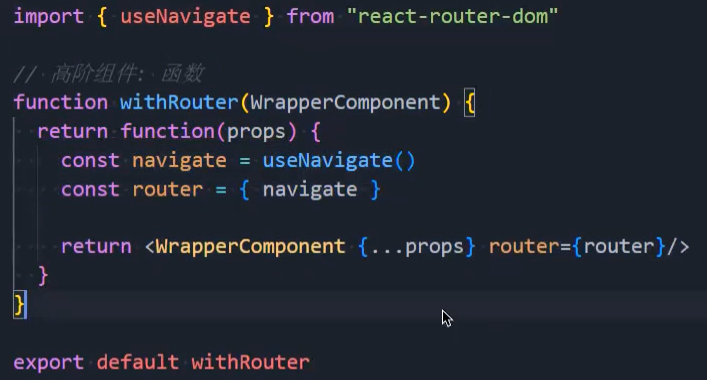 import { useNavigate } from "react-router-dom"
// 高阶组件: 函数
function withRouter(WrapperComponent) {
return function(props) {
const navigate = useNavigate()
const router = { navigate }
return <WrapperComponent {...props} router={router}/>
}
}
export default withRouter